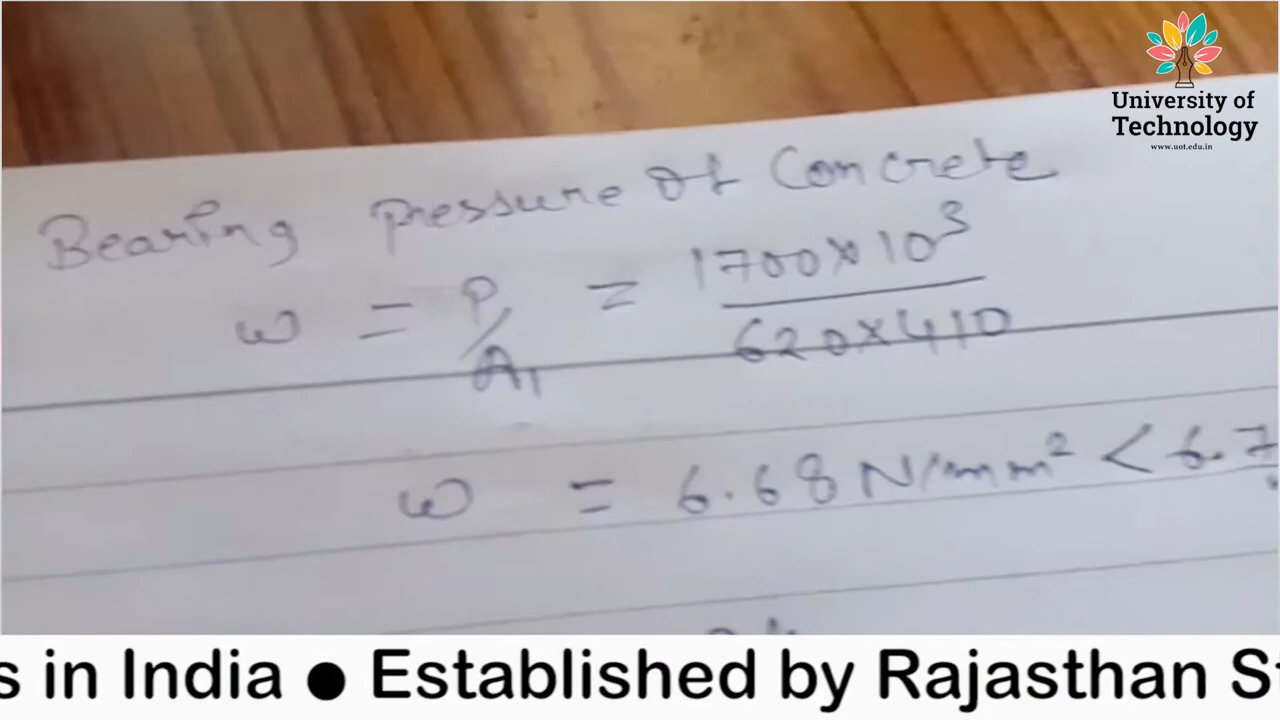 University of
Technology
www.uot.edu.in
Bearing pressure of Concrete
ω = P/A₁ = 1700×10³ / 620×410
ω = 6.68 N/mm² < 6.7
s in India ● Established by Rajasthan St